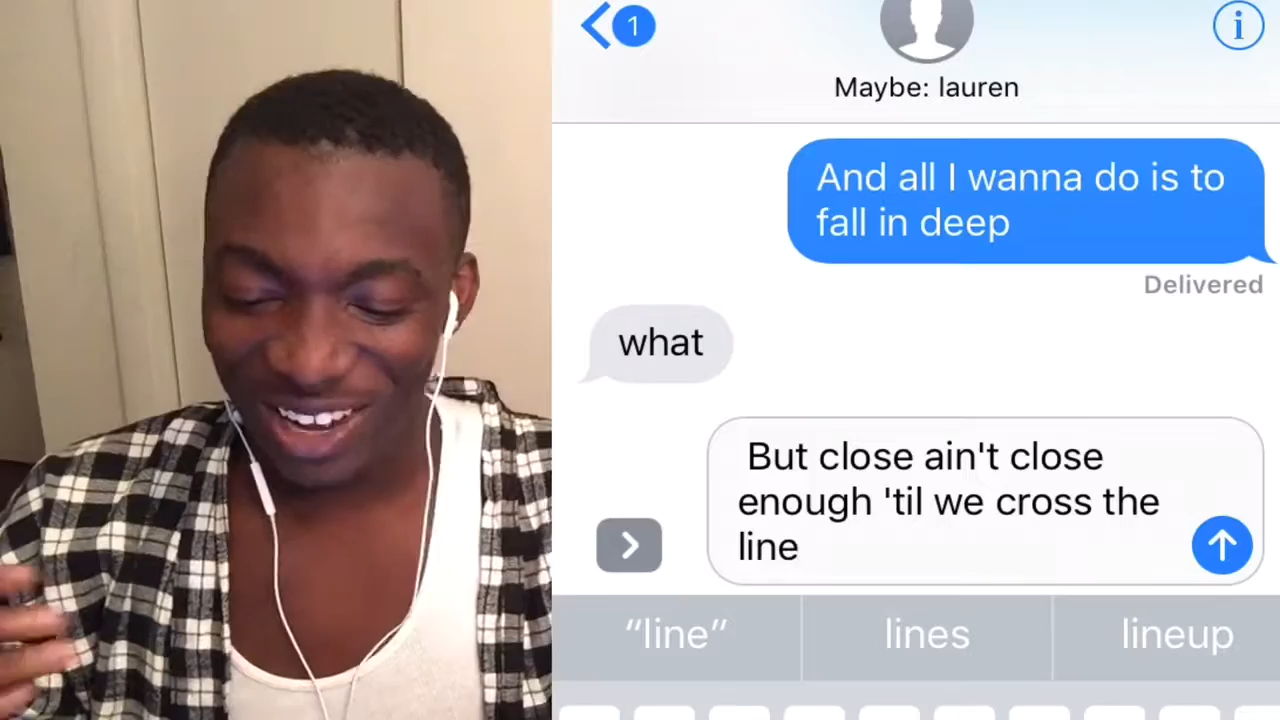 1
Maybe: lauren
And all I wanna do is to
fall in deep
Delivered
what
But close ain't close
enough 'til we cross the
line
“line” lines lineup